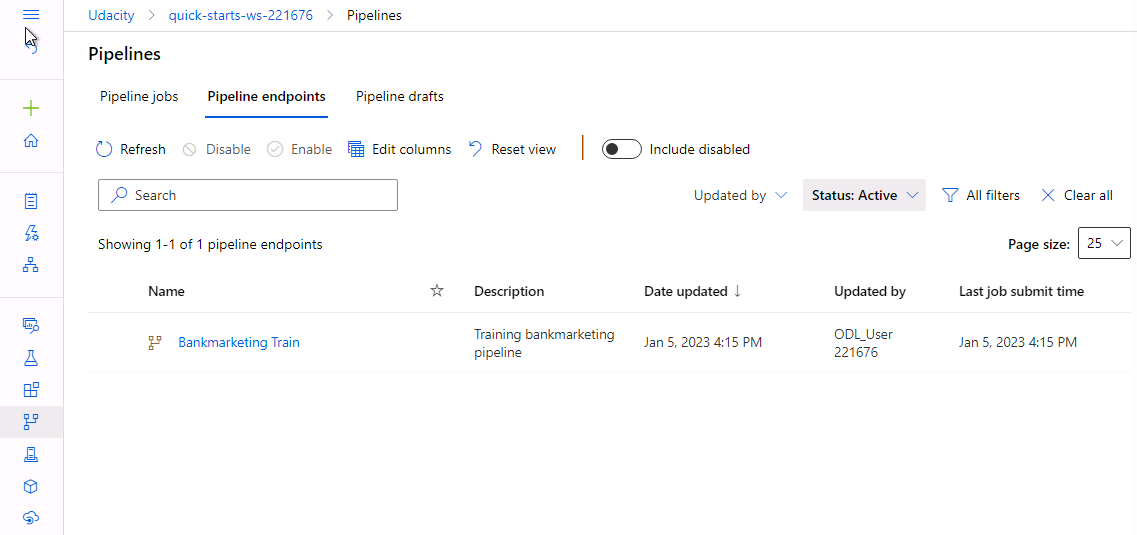 Udacity > quick-starts-ws-221676 > Pipelines
Pipelines
Pipeline jobs Pipeline endpoints Pipeline drafts
Refresh Disable Enable Edit columns Reset view Include disabled
Search Updated by Status: Active All filters Clear all
Showing 1-1 of 1 pipeline endpoints Page size: 25
Name Description Date updated ↓ Updated by Last job submit time
Bankmarketing Train Training bankmarketing pipeline Jan 5, 2023 4:15 PM ODL_User 221676 Jan 5, 2023 4:15 PM